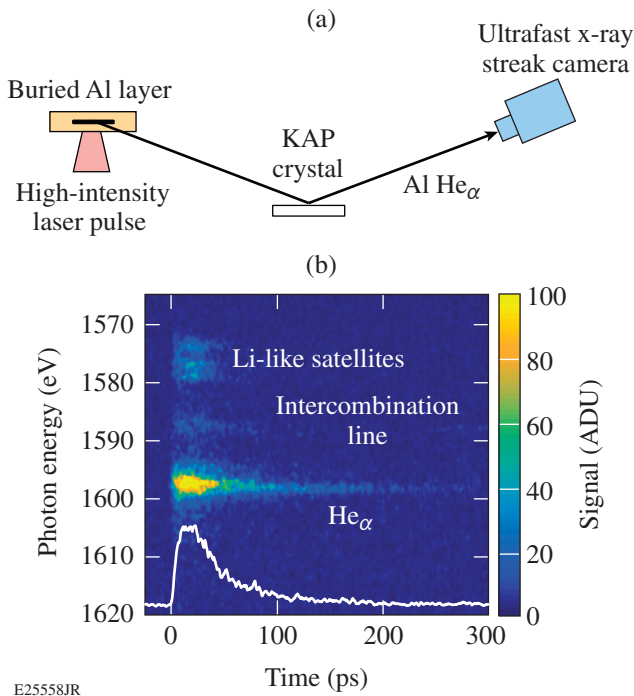 (a)
Ultrafast x-ray
streak camera
Buried Al layer
KAP
crystal
Al Heα
High-intensity
laser pulse
(b)
1570
1580
1590
1600
1610
1620
Photon energy (eV)
Li-like satellites
Intercombination
line
Heα
0
100
200
300
Time (ps)
100
80
60
40
20
0
Signal (ADU)
E25558JR